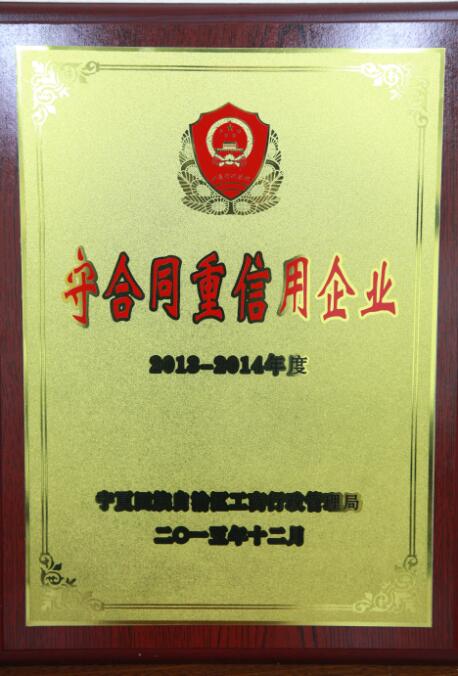 守合同重信用企业
2013-2014年度
宁夏回族自治区工商行政管理局
二〇一五年十二月